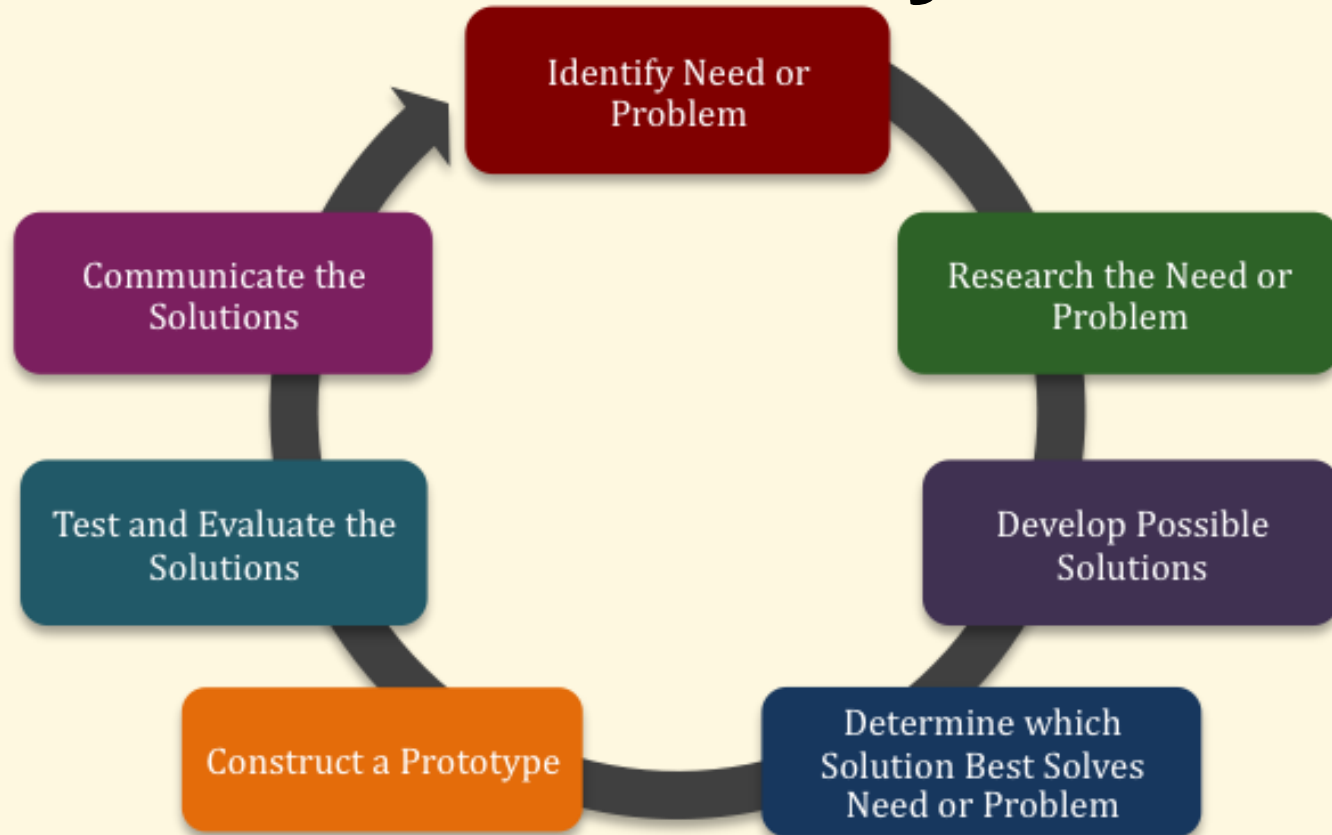 Identify Need or
Problem
Research the Need or
Problem
Develop Possible
Solutions
Determine which
Solution Best Solves
Need or Problem
Construct a Prototype
Test and Evaluate the
Solutions
Communicate the
Solutions